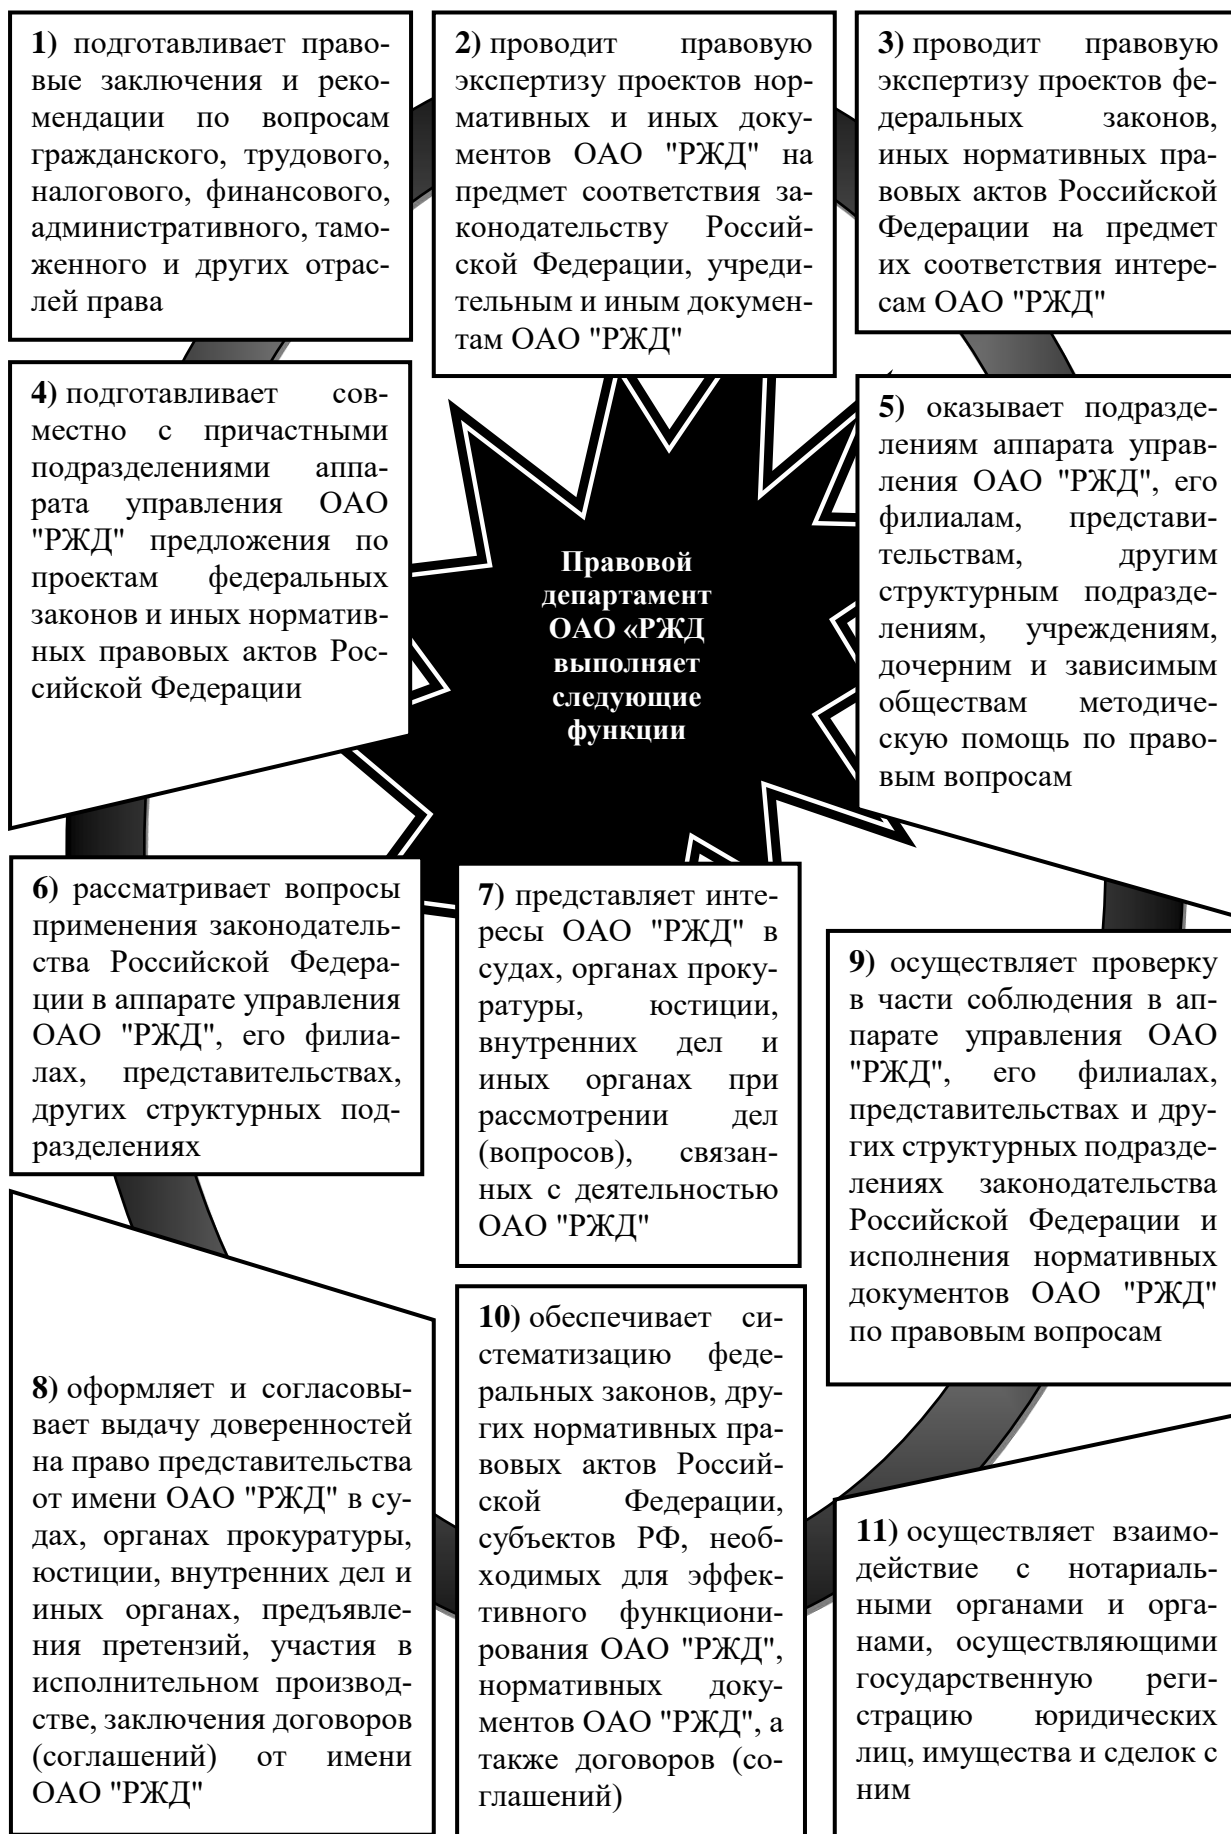 1) подготавливает право-
вые заключения и реко-
мендации по вопросам
гражданского, трудового,
налогового, финансового,
административного, тамо-
женного и других отрас-
лей права
2) проводит правовую
экспертизу проектов нор-
мативных и иных доку-
ментов ОАО "РЖД" на
предмет соответствия за-
конодательству Россий-
ской Федерации, учреди-
тельным и иным докумен-
там ОАО "РЖД"
3) проводит правовую
экспертизу проектов фе-
деральных законов,
иных нормативных пра-
вовых актов Российской
Федерации на предмет
их соответствия интере-
сам ОАО "РЖД"
4) подготавливает сов-
местно с причастными
подразделениями аппа-
рата управления ОАО
"РЖД" предложения по
проектам федеральных
законов и иных норматив-
ных правовых актов Рос-
сийской Федерации
Правовой
департамент
ОАО «РЖД
выполняет
следующие
функции
5) оказывает подразде-
лениям аппарата управ-
ления ОАО "РЖД", его
филиалам, представи-
тельствам, другим
структурным подразде-
лениям, учреждениям,
дочерним и зависимым
обществам методиче-
скую помощь по право-
вым вопросам
6) рассматривает вопросы
применения законодатель-
ства Российской Федера-
ции в аппарате управления
ОАО "РЖД", его филиа-
лах, представительствах,
других структурных под-
разделениях
7) представляет инте-
ресы ОАО "РЖД" в
судах, органах проку-
ратуры, юстиции,
внутренних дел и
иных органах при
рассмотрении дел
(вопросов), связан-
ных с деятельностью
ОАО "РЖД"
9) осуществляет проверку
в части соблюдения в ап-
парате управления ОАО
"РЖД", его филиалах,
представительствах и дру-
гих структурных подразде-
лениях законодательства
Российской Федерации и
исполнения нормативных
документов ОАО "РЖД"
по правовым вопросам
8) оформляет и согласовы-
вает выдачу доверенностей
на право представительства
от имени ОАО "РЖД" в су-
дах, органах прокуратуры,
юстиции, внутренних дел и
иных органах, предъявле-
ния претензий, участия в
исполнительном производ-
стве, заключения договоров
(соглашений) от имени
ОАО "РЖД"
10) обеспечивает си-
стематизацию феде-
ральных законов, дру-
гих нормативных пра-
вовых актов Россий-
ской Федерации,
субъектов РФ, необ-
ходимых для эффек-
тивного функциони-
рования ОАО "РЖД",
нормативных доку-
ментов ОАО "РЖД", а
также договоров (со-
глашений)
11) осуществляет взаимо-
действие с нотариаль-
ными органами и орга-
нами, осуществляющими
государственную реги-
страцию юридических
лиц, имущества и сделок с
ним